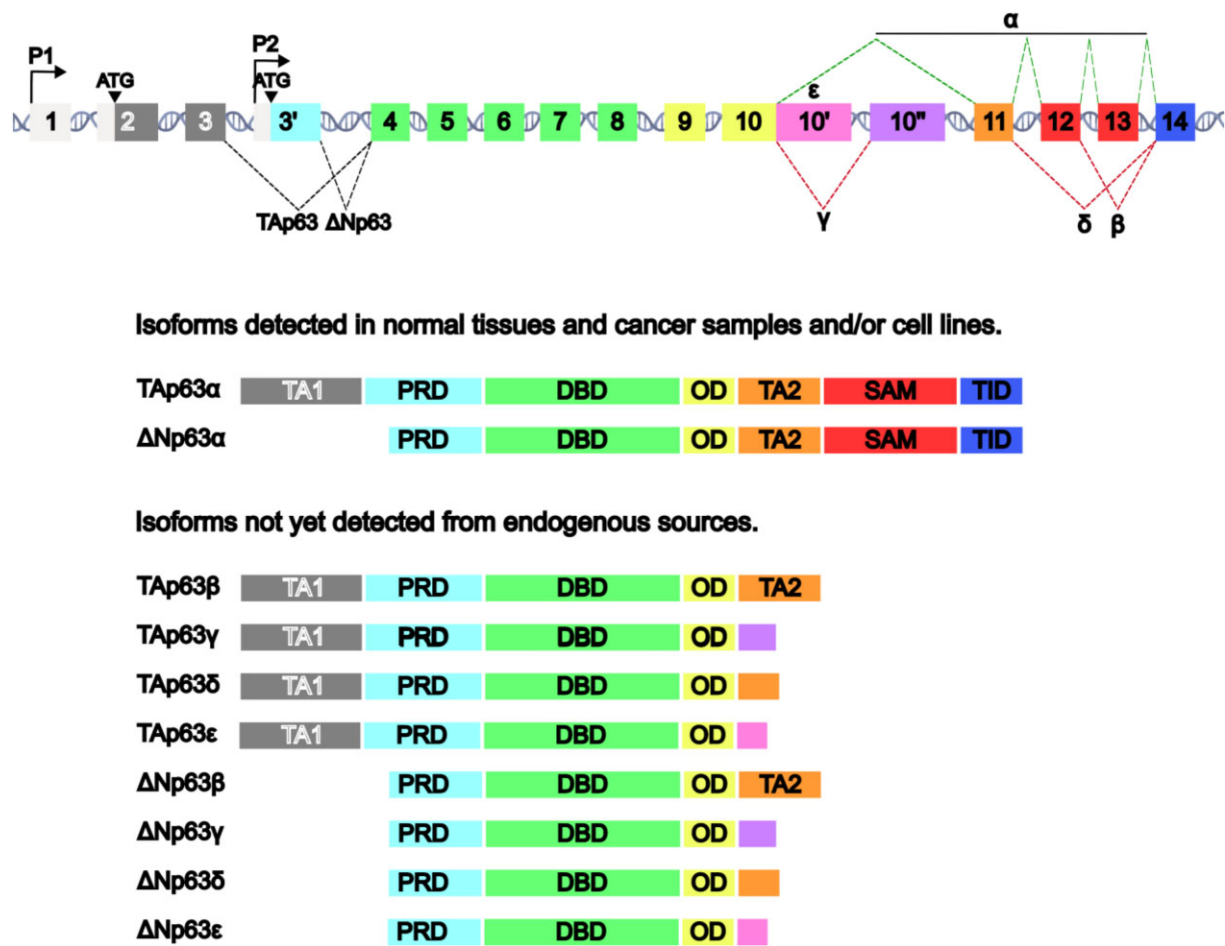 α
P1
P2
ATG
ATG
ε
1 2 3 3' 4 5 6 7 8 9 10 10' 10" 11 12 13 14
TAp63 ΔNp63
γ
δ β
Isoforms detected in normal tissues and cancer samples and/or cell lines.
TAp63α TA1 PRD DBD OD TA2 SAM TID
ΔNp63α PRD DBD OD TA2 SAM TID
Isoforms not yet detected from endogenous sources.
TAp63β TA1 PRD DBD OD TA2
TAp63γ TA1 PRD DBD OD
TAp63δ TA1 PRD DBD OD
TAp63ε TA1 PRD DBD OD
ΔNp63β PRD DBD OD TA2
ΔNp63γ PRD DBD OD
ΔNp63δ PRD DBD OD
ΔNp63ε PRD DBD OD